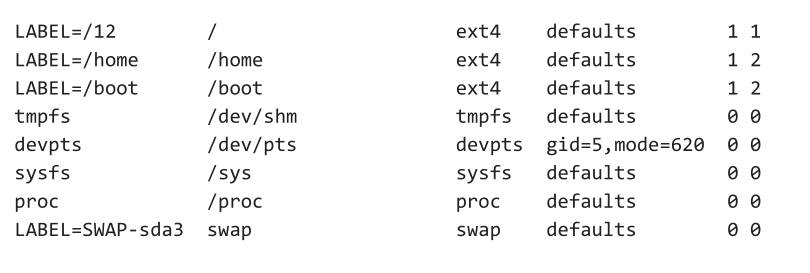 LABEL=/12 / ext4 defaults 1 1
LABEL=/home /home ext4 defaults 1 2
LABEL=/boot /boot ext4 defaults 1 2
tmpfs /dev/shm tmpfs defaults 0 0
devpts /dev/pts devpts gid=5,mode=620 0 0
sysfs /sys sysfs defaults 0 0
proc /proc proc defaults 0 0
LABEL=SWAP-sda3 swap swap defaults 0 0